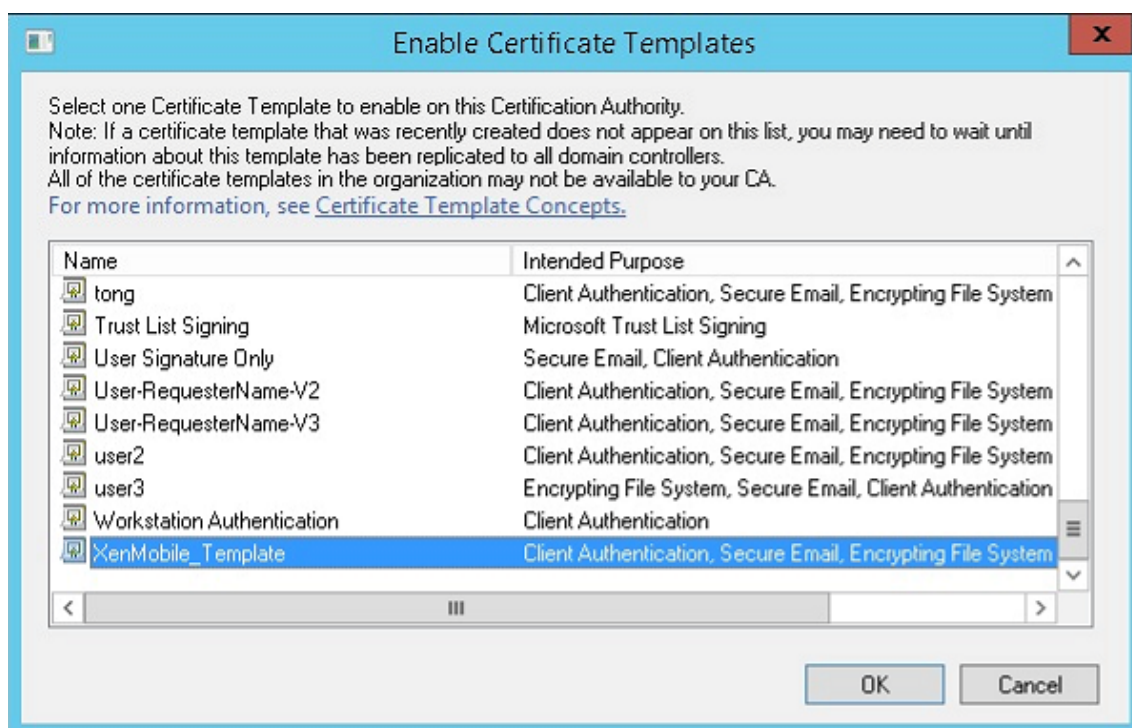 Enable Certificate Templates
x
Select one Certificate Template to enable on this Certification Authority.
Note: If a certificate template that was recently created does not appear on this list, you may need to wait until
information about this template has been replicated to all domain controllers.
All of the certificate templates in the organization may not be available to your CA.
For more information, see Certificate Template Concepts.
Name Intended Purpose
tong Client Authentication, Secure Email, Encrypting File System
Trust List Signing Microsoft Trust List Signing
User Signature Only Secure Email, Client Authentication
User-RequesterName-V2 Client Authentication, Secure Email, Encrypting File System
User-RequesterName-V3 Client Authentication, Secure Email, Encrypting File System
user2 Client Authentication, Secure Email, Encrypting File System
user3 Encrypting File System, Secure Email, Client Authentication
Workstation Authentication Client Authentication
XenMobile_Template Client Authentication, Secure Email, Encrypting File System
OK Cancel